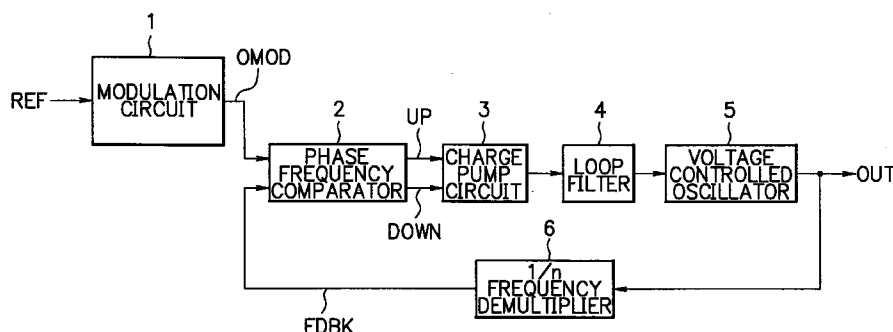 1
OMOD
REF
MODULATION
CIRCUIT
2
UP
3
4
5
PHASE
FREQUENCY
COMPARATOR
CHARGE
PUMP
CIRCUIT
LOOP
FILTER
VOLTAGE
CONTROLLED
OSCILLATOR
OUT
DOWN
6
1/n
FREQUENCY
DEMULTIPLIER
FDBK